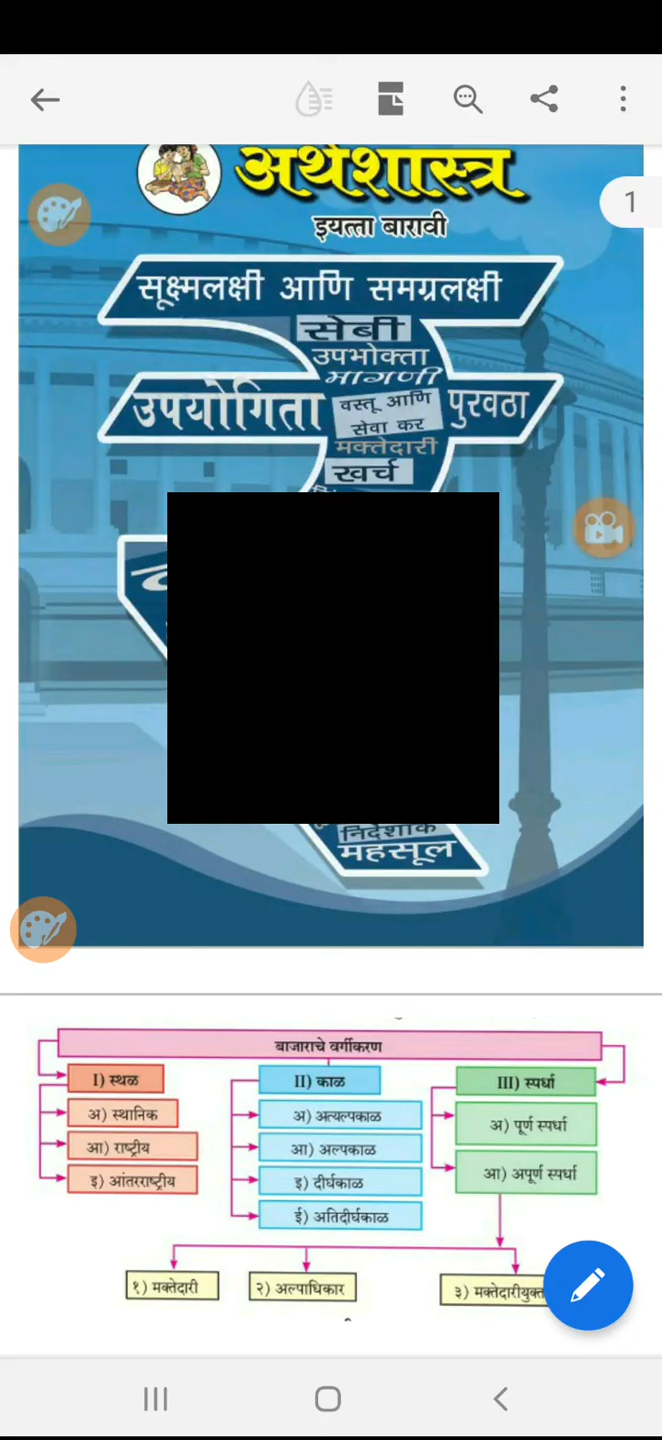 अर्थशास्त्र
1
इयत्ता बारावी
सूक्ष्मलक्षी आणि समग्रलक्षी
सेबी
उपभोक्ता
मागणी
उपयोगिता
वस्तू आणि
सेवा कर
पुरवठा
मक्तेदारी
खर्च
निर्देशांक
महसूल
बाजाराचे वर्गीकरण
I) स्थळ
अ) स्थानिक
आ) राष्ट्रीय
इ) आंतरराष्ट्रीय
II) काळ
अ) अत्यल्पकाळ
आ) अल्पकाळ
इ) दीर्घकाळ
ई) अतिदीर्घकाळ
III) स्पर्धा
अ) पूर्ण स्पर्धा
आ) अपूर्ण स्पर्धा
१) मक्तेदारी
२) अल्पाधिकार
३) मक्तेदारीयुक्त